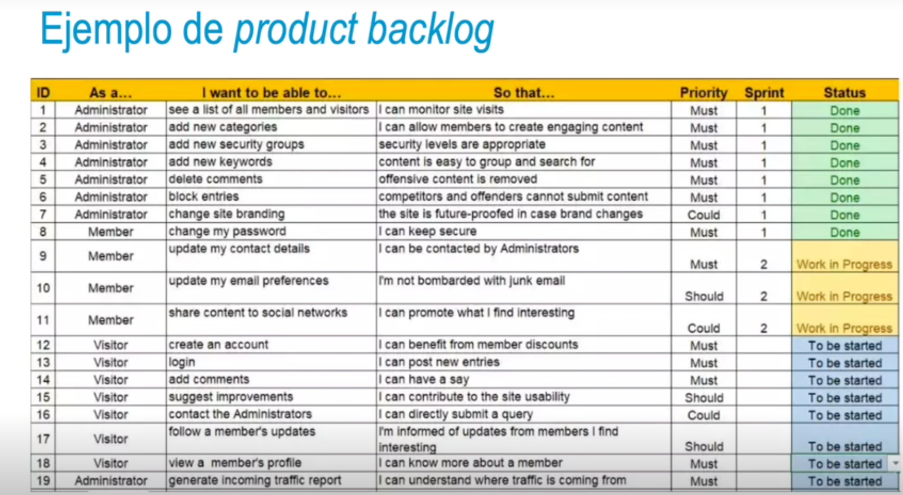 Ejemplo de product backlog
ID As a... I want to be able to... So that... Priority Sprint Status
1 Administrator see a list of all members and visitors I can monitor site visits Must 1 Done
2 Administrator add new categories I can allow members to create engaging content Must 1 Done
3 Administrator add new security groups security levels are appropriate Must 1 Done
4 Administrator add new keywords content is easy to group and search for Must 1 Done
5 Administrator delete comments offensive content is removed Must 1 Done
6 Administrator block entries competitors and offenders cannot submit content Must 1 Done
7 Administrator change site branding the site is future-proofed in case brand changes Could 1 Done
8 Member change my password I can keep secure Must 1 Done
9 Member update my contact details I can be contacted by Administrators Must 2 Work in Progress
10 Member update my email preferences I'm not bombarded with junk email Should 2 Work in Progress
11 Member share content to social networks I can promote what I find interesting Could 2 Work in Progress
12 Visitor create an account I can benefit from member discounts Must To be started
13 Visitor login I can post new entries Must To be started
14 Visitor add comments I can have a say Must To be started
15 Visitor suggest improvements I can contribute to the site usability Should To be started
16 Visitor contact the Administrators I can directly submit a query Could To be started
17 Visitor follow a member's updates I'm informed of updates from members I find
interesting Should To be started
18 Visitor view a member's profile I can know more about a member Must To be started
19 Administrator generate incoming traffic report I can understand where traffic is coming from Must To be started